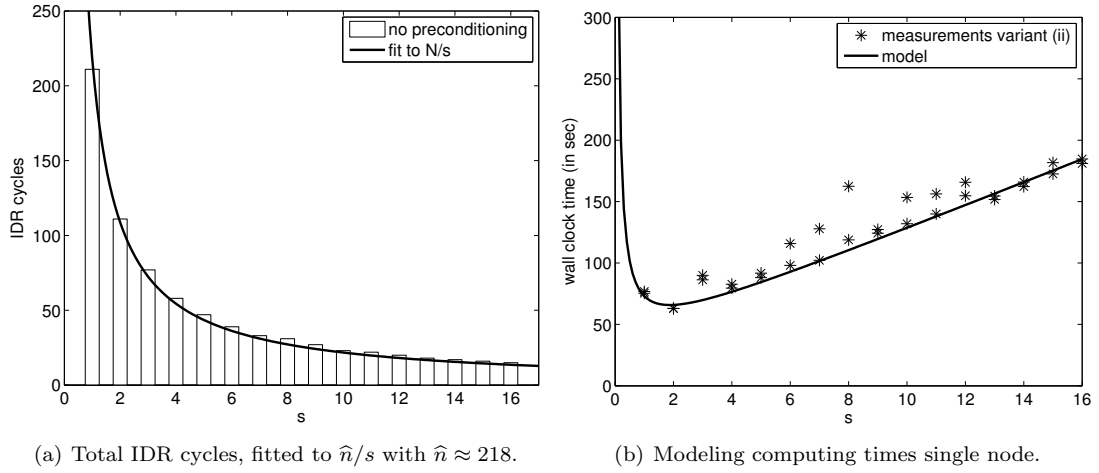 250
200
150
100
50
0
IDR cycles
0 2 4 6 8 10 12 14 16
s
no preconditioning
fit to N/s
300
250
200
150
100
50
0
wall clock time (in sec)
0 2 4 6 8 10 12 14 16
s
measurements variant (ii)
model
(a) Total IDR cycles, fitted to n̂/s with n̂ ≈ 218.
(b) Modeling computing times single node.